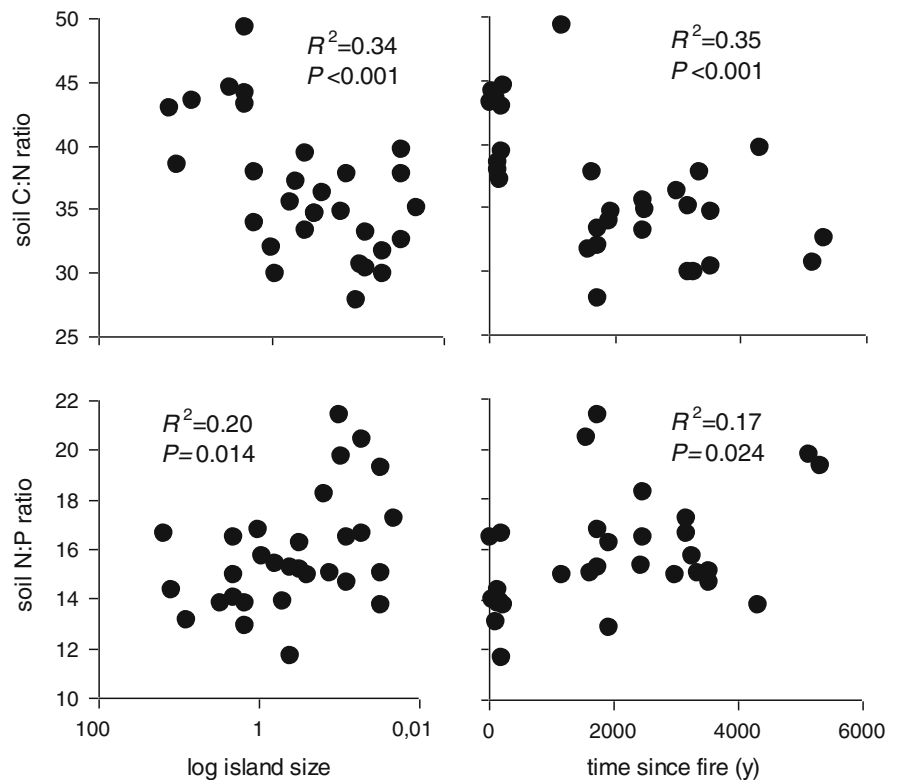 50
45
40
35
30
25
soil C:N ratio
R²=0.34
P<0.001
R²=0.35
P<0.001
22
20
18
16
14
12
10
soil N:P ratio
R²=0.20
P=0.014
R²=0.17
P=0.024
100 1 0,01
log island size
0 2000 4000 6000
time since fire (y)